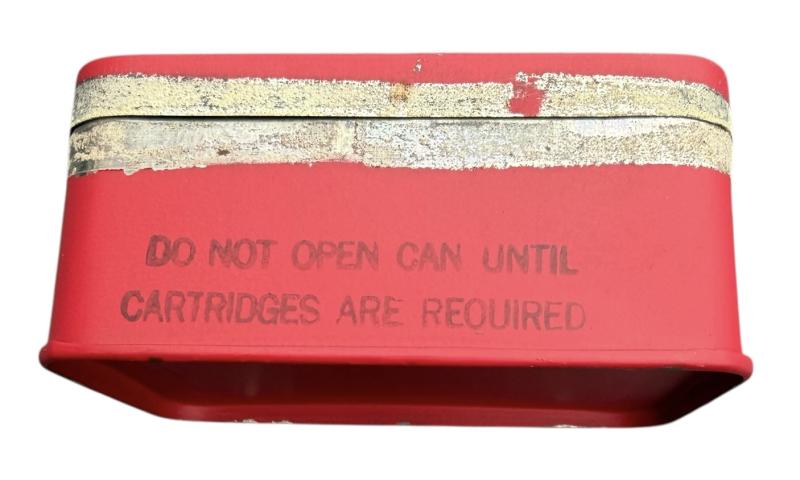 DO NOT OPEN CAN UNTIL
CARTRIDGES ARE REQUIRED